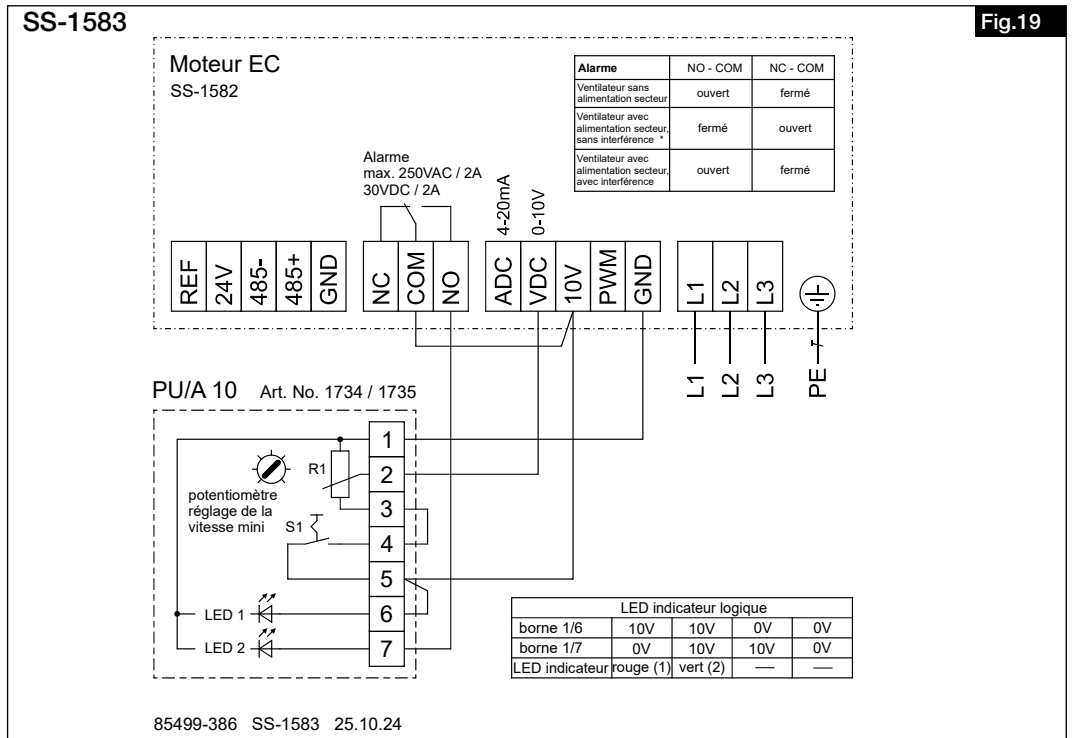 SS-1583
Fig.19
Moteur EC
SS-1582
Alarme NO - COM NC - COM
Ventilateur sans
alimentation secteur
ouvert fermé
Ventilateur avec
alimentation secteur,
sans interférence *
fermé ouvert
Ventilateur avec
alimentation secteur,
avec interférence
ouvert fermé
Alarme
max. 250VAC / 2A
30VDC / 2A
4-20mA
0-10V
REF
24V
485-
485+
GND
NC
COM
NO
ADC
VDC
10V
PWM
GND
L1
L2
L3
L1
L2
L3
PE
PU/A 10 Art. No. 1734 / 1735
1
2
3
4
5
6
7
R1
potentiomètre
réglage de la
vitesse mini
S1
LED 1
LED 2
LED indicateur logique
borne 1/6 10V 10V 0V 0V
borne 1/7 0V 10V 10V 0V
LED indicateur rouge (1) vert (2) — —
85499-386 SS-1583 25.10.24